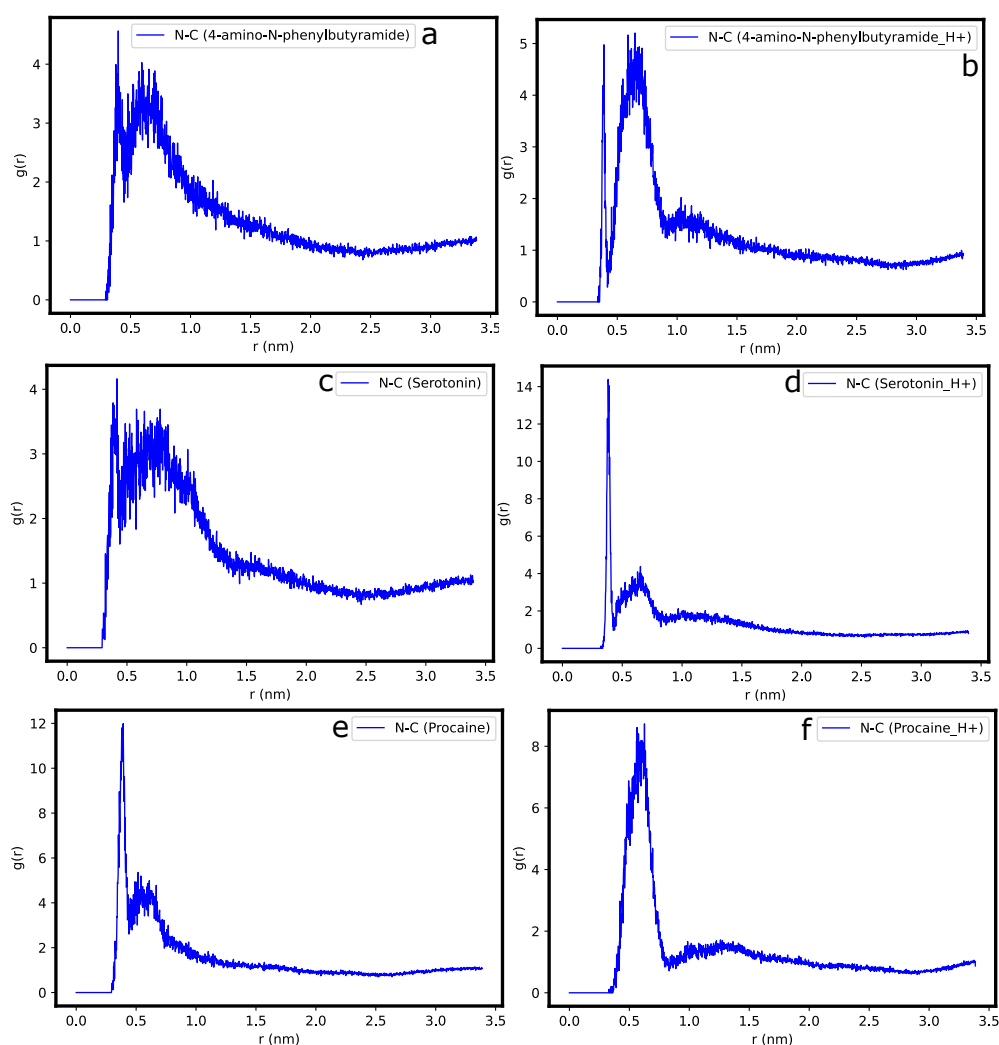 N-C (4-amino-N-phenylbutyramide)
a
g(r)
4
3
2
1
0
0.0 0.5 1.0 1.5 2.0 2.5 3.0 3.5
r (nm)
N-C (4-amino-N-phenylbutyramide_H+)
b
g(r)
5
4
3
2
1
0
0.0 0.5 1.0 1.5 2.0 2.5 3.0 3.5
r (nm)
c
N-C (Serotonin)
g(r)
4
3
2
1
0
0.0 0.5 1.0 1.5 2.0 2.5 3.0 3.5
r (nm)
d
N-C (Serotonin_H+)
g(r)
14
12
10
8
6
4
2
0
0.0 0.5 1.0 1.5 2.0 2.5 3.0 3.5
r (nm)
e
N-C (Procaine)
g(r)
12
10
8
6
4
2
0
0.0 0.5 1.0 1.5 2.0 2.5 3.0 3.5
r (nm)
f
N-C (Procaine_H+)
g(r)
8
6
4
2
0
0.0 0.5 1.0 1.5 2.0 2.5 3.0 3.5
r (nm)